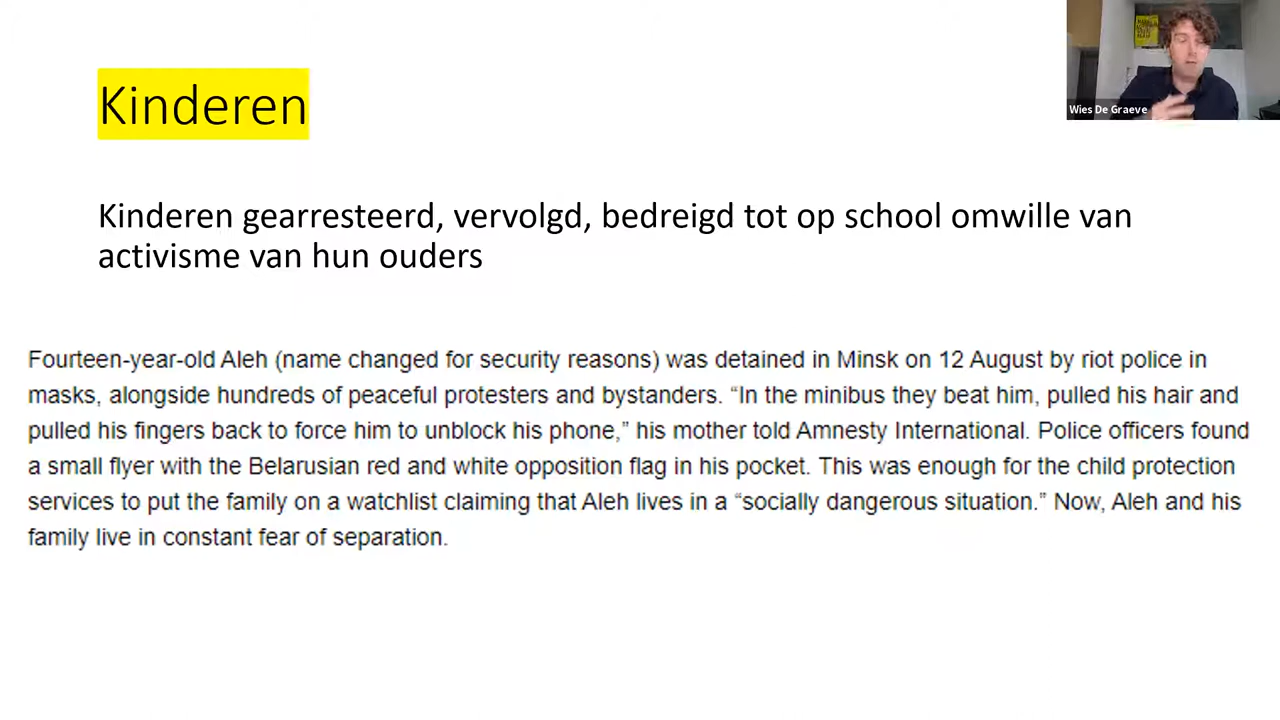 Kinderen
Wies De Graeve
Kinderen gearresteerd, vervolgd, bedreigd tot op school omwille van
activisme van hun ouders
Fourteen-year-old Aleh (name changed for security reasons) was detained in Minsk on 12 August by riot police in
masks, alongside hundreds of peaceful protesters and bystanders. “In the minibus they beat him, pulled his hair and
pulled his fingers back to force him to unblock his phone,” his mother told Amnesty International. Police officers found
a small flyer with the Belarusian red and white opposition flag in his pocket. This was enough for the child protection
services to put the family on a watchlist claiming that Aleh lives in a “socially dangerous situation.” Now, Aleh and his
family live in constant fear of separation.